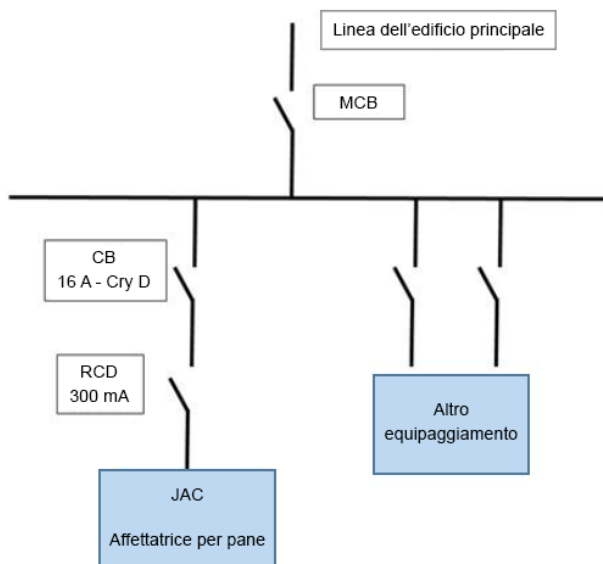 Linea dell'edificio principale
MCB
CB
16 A - Cry D
RCD
300 mA
Altro
equipaggiamento
JAC
Affettatrice per pane